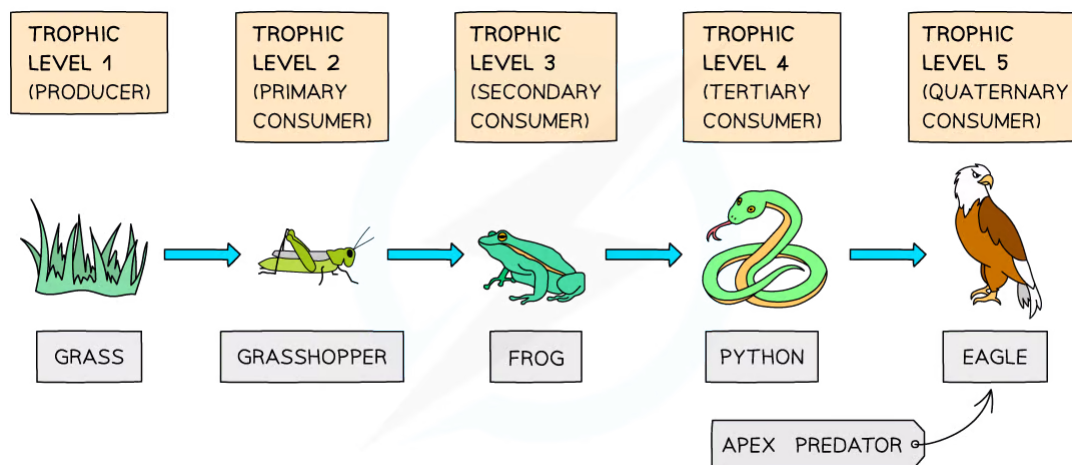 TROPHIC
LEVEL 1
(PRODUCER)
TROPHIC
LEVEL 2
(PRIMARY
CONSUMER)
TROPHIC
LEVEL 3
(SECONDARY
CONSUMER)
TROPHIC
LEVEL 4
(TERTIARY
CONSUMER)
TROPHIC
LEVEL 5
(QUATERNARY
CONSUMER)
GRASS
GRASSHOPPER
FROG
PYTHON
EAGLE
APEX PREDATOR